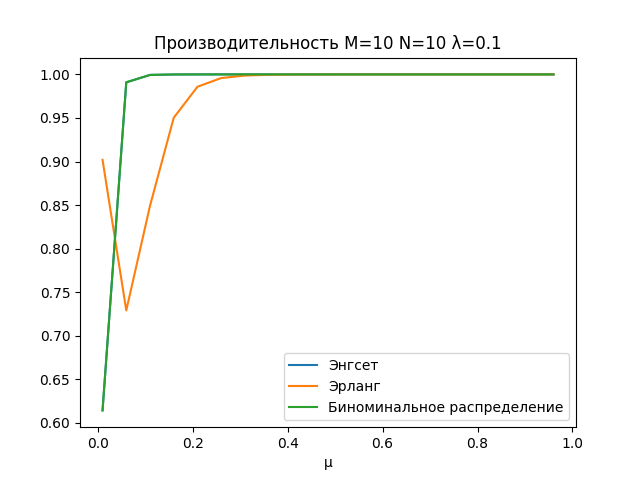 Производительность M=10 N=10 λ=0.1
1.00
0.95
0.90
0.85
0.80
0.75
0.70
0.65
0.60
Энгсет
Эрланг
Биноминальное распределение
0.0 0.2 0.4 0.6 0.8 1.0
μ